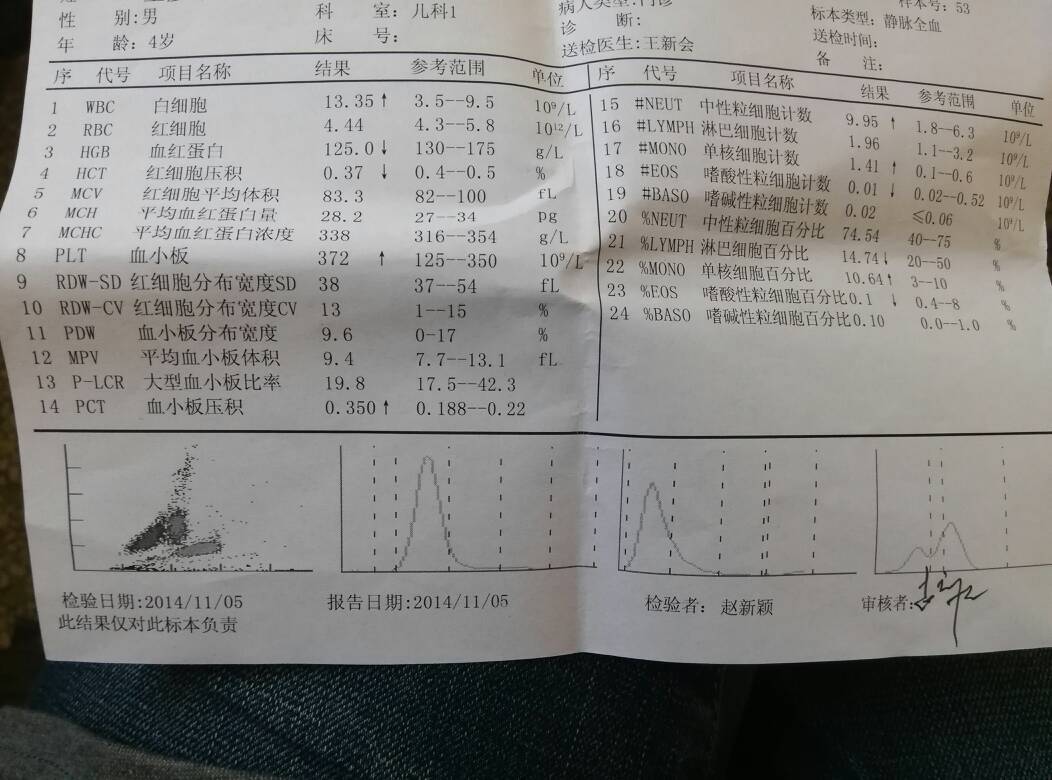 性 别:男 科 室: 儿科1 病人类型:门诊 样本号: 53
年 龄: 4岁 床 号: 诊 断: 标本类型: 静脉全血
送检医生:王新会 送检时间:
备 注:
序 代号 项目名称 结果 参考范围 单位
1 WBC 白细胞 13.35↑ 3.5--9.5 10⁹/L
2 RBC 红细胞 4.44 4.3--5.8 10¹²/L
3 HGB 血红蛋白 125.0↓ 130--175 g/L
4 HCT 红细胞压积 0.37 ↓ 0.4--0.5 %
5 MCV 红细胞平均体积 83.3 82--100 fL
6 MCH 平均血红蛋白量 28.2 27--34 pg
7 MCHC 平均血红蛋白浓度 338 316--354 g/L
8 PLT 血小板 372 ↑ 125--350 10⁹/L
9 RDW-SD 红细胞分布宽度SD 38 37--54 fL
10 RDW-CV 红细胞分布宽度CV 13 1--15 %
11 PDW 血小板分布宽度 9.6 0-17 %
12 MPV 平均血小板体积 9.4 7.7--13.1 fL
13 P-LCR 大型血小板比率 19.8 17.5--42.3
14 PCT 血小板压积 0.350↑ 0.188--0.22
序 代号 项目名称 结果 参考范围 单位
15 #NEUT 中性粒细胞计数 9.95 ↑ 1.8--6.3 10⁹/L
16 #LYMPH 淋巴细胞计数 1.96 1.1--3.2 10⁹/L
17 #MONO 单核细胞计数 1.41 ↑ 0.1--0.6 10⁹/L
18 #EOS 嗜酸性粒细胞计数 0.01 ↓ 0.02--0.52 10⁹/L
19 #BASO 嗜碱性粒细胞计数 0.02 ≤0.06 10⁹/L
20 %NEUT 中性粒细胞百分比 74.54 40--75 %
21 %LYMPH 淋巴细胞百分比 14.74↓ 20--50 %
22 %MONO 单核细胞百分比 10.64↑ 3--10 %
23 %EOS 嗜酸性粒细胞百分比0.1 ↓ 0.4--8 %
24 %BASO 嗜碱性粒细胞百分比0.10 0.0--1.0 %
检验日期:2014/11/05 报告日期:2014/11/05 检验者: 赵新颖 审核者:
此结果仅对此标本负责